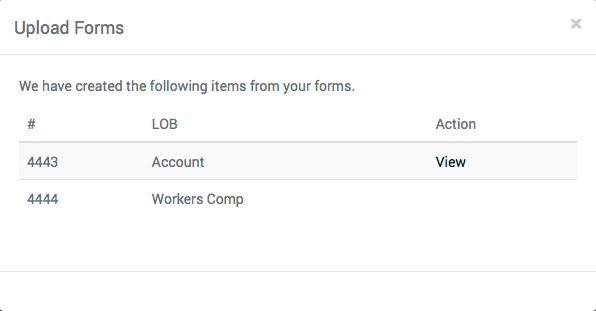 Upload Forms ×
We have created the following items from your forms.
# LOB Action
4443 Account View
4444 Workers Comp